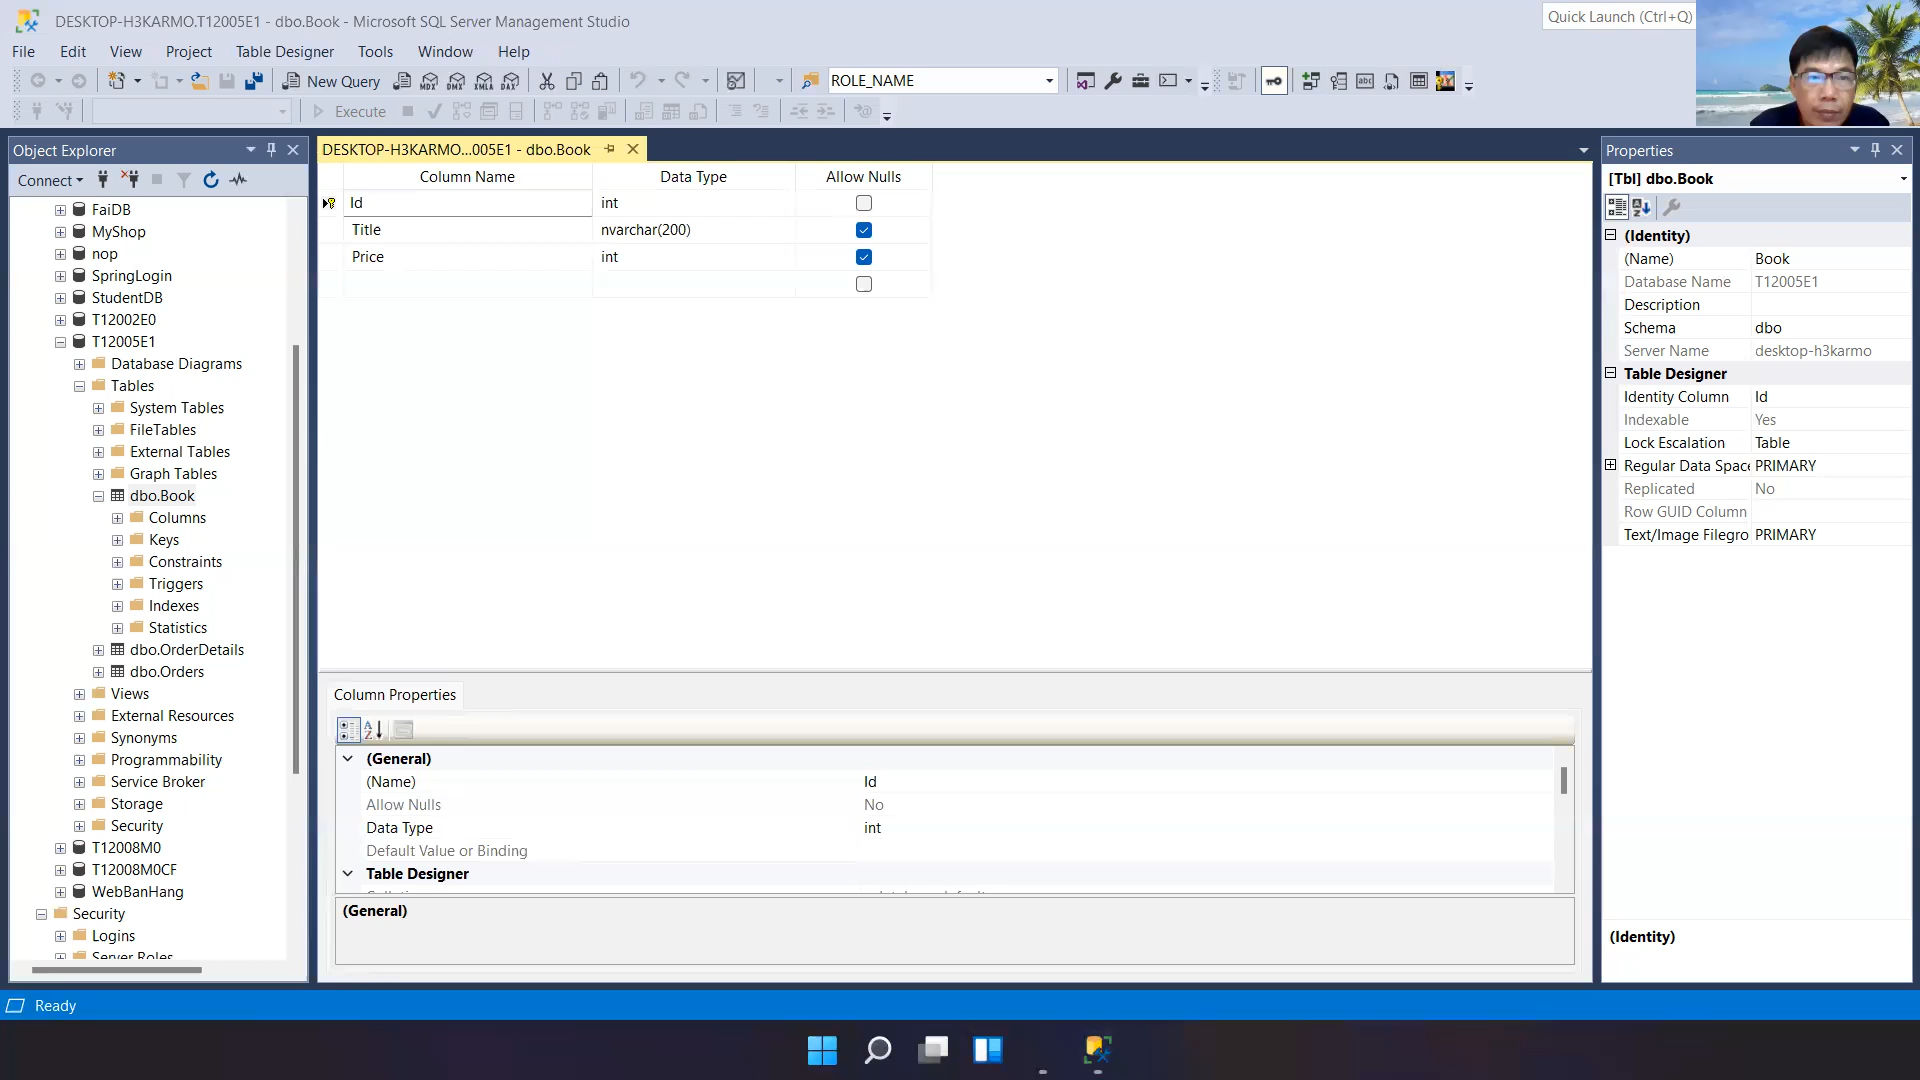 DESKTOP-H3KARMO.T12005E1 - dbo.Book - Microsoft SQL Server Management Studio
Quick Launch (Ctrl+Q)
File Edit View Project Table Designer Tools Window Help
New Query
MDX DMX XMLA DAX
ROLE_NAME
Execute
Object Explorer
Connect
FaiDB
MyShop
nop
SpringLogin
StudentDB
T12002E0
T12005E1
Database Diagrams
Tables
System Tables
FileTables
External Tables
Graph Tables
dbo.Book
Columns
Keys
Constraints
Triggers
Indexes
Statistics
dbo.OrderDetails
dbo.Orders
Views
External Resources
Synonyms
Programmability
Service Broker
Storage
Security
T12008M0
T12008M0CF
WebBanHang
Security
Logins
Server Roles
DESKTOP-H3KARMO...005E1 - dbo.Book
Column Name Data Type Allow Nulls
Id int
Title nvarchar(200)
Price int
Column Properties
(General)
(Name) Id
Allow Nulls No
Data Type int
Default Value or Binding
Table Designer
(General)
Properties
[Tbl] dbo.Book
(Identity)
(Name) Book
Database Name T12005E1
Description
Schema dbo
Server Name desktop-h3karmo
Table Designer
Identity Column Id
Indexable Yes
Lock Escalation Table
Regular Data Space PRIMARY
Replicated No
Row GUID Column
Text/Image Filegro PRIMARY
(Identity)
Ready